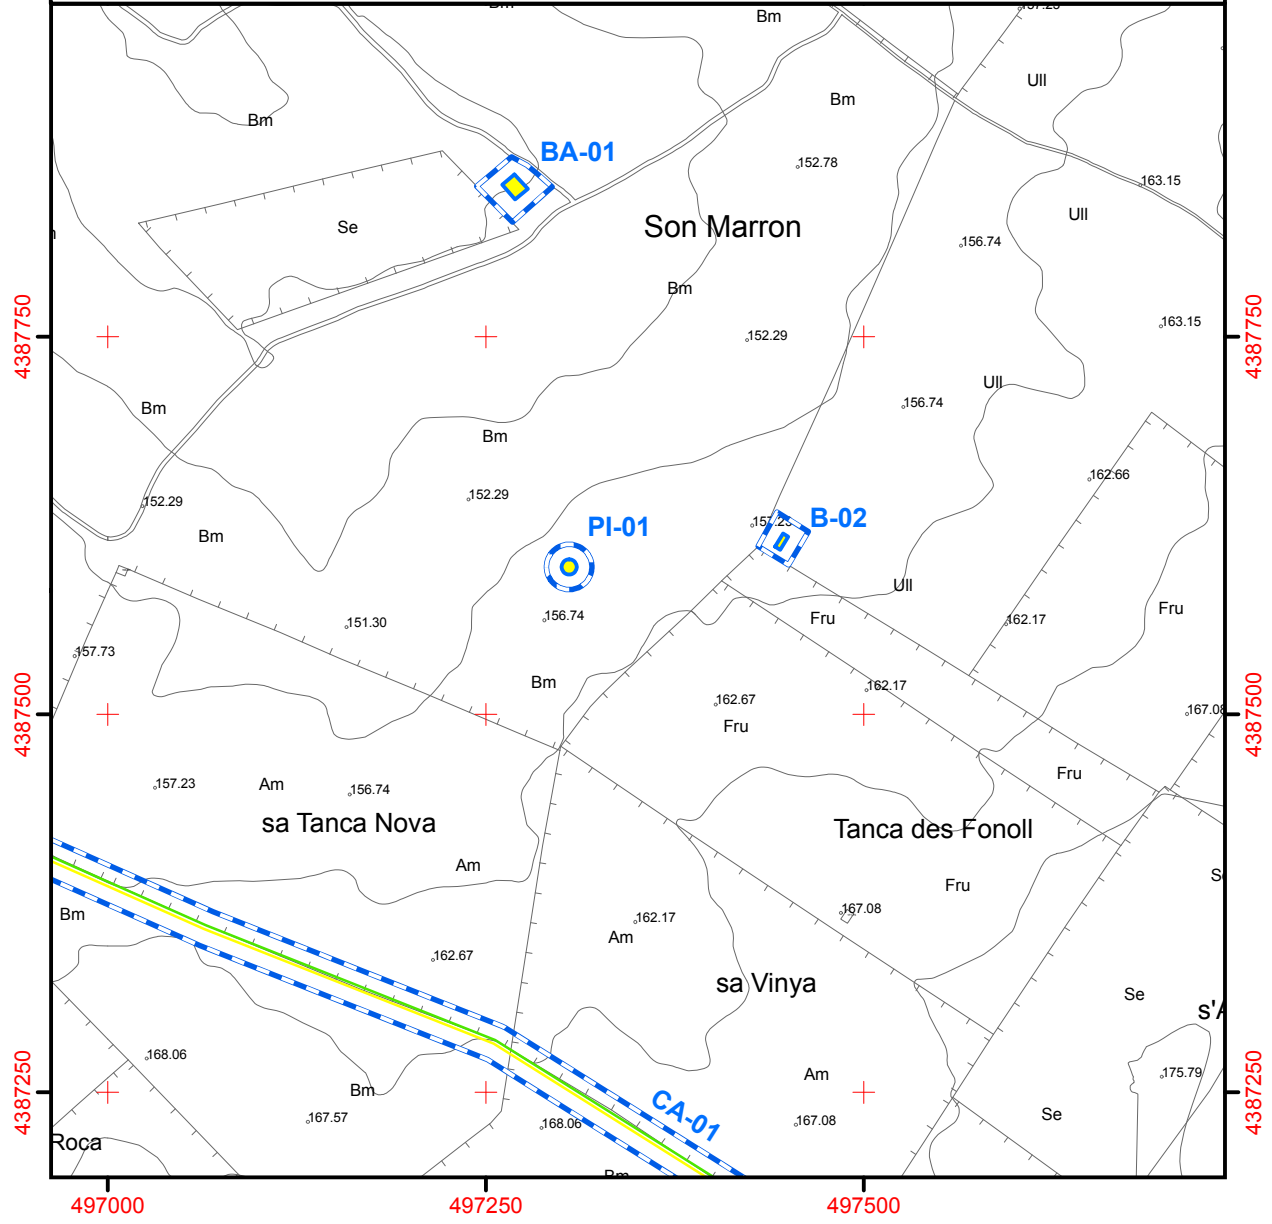 Bm
Ull
Bm
Bm
BA-01
152.78
163.15
Ull
Se
Son Marron
156.74
Bm
4387750
152.29
163.15
4387750
Ull
Bm
156.74
Bm
162.66
152.29
152.29
PI-01
157.23
B-02
Bm
Ull
151.30
156.74
Fru
162.17
Fru
157.73
Bm
162.67
162.17
4387500
Fru
167.08
4387500
157.23
Am
156.74
Fru
sa Tanca Nova
Tanca des Fonoll
Am
Fru
Bm
162.17
167.08
Am
162.67
sa Vinya
Se
168.06
Am
175.79
4387250
Bm
CA-01
4387250
167.57
168.06
167.08
Se
Roca
Bm
497000
497250
497500